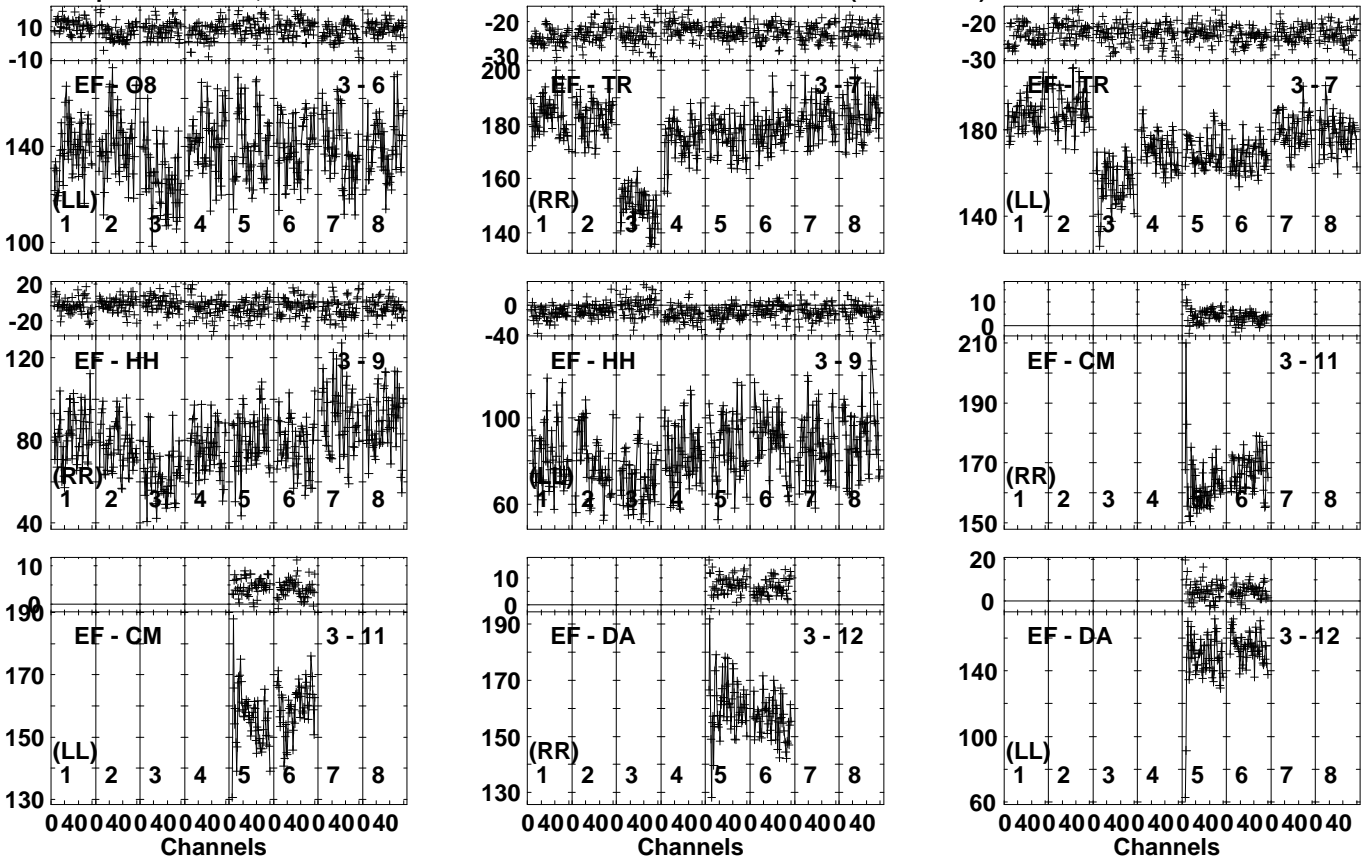 10
-10
EF - O8 3 - 6
140
(LL)
1 2 3 4 5 6 7 8
100
-20
-30
200
EF - TR 3 - 7
180
160
(RR)
1 2 3 4 5 6 7 8
140
-20
-30
EF - TR 3 - 7
180
(LL)
140
1 2 3 4 5 6 7 8
20
-20
120
EF - HH 3 - 9
80
(RR)
1 2 3 4 5 6 7 8
40
0
-40
EF - HH 3 - 9
100
(LL)
1 2 3 4 5 6 7 8
60
10
0
210
EF - CM 3 - 11
190
170
(RR)
1 2 3 4 5 6 7 8
150
10
0
190
EF - CM 3 - 11
170
150
(LL)
1 2 3 4 5 6 7 8
130
0 40 0 40 0 40 0 40 0 40 0 40 0 40 0 40
Channels
10
0
190
EF - DA 3 - 12
170
150
(RR)
1 2 3 4 5 6 7 8
130
0 40 0 40 0 40 0 40 0 40 0 40 0 40 0 40
Channels
20
0
EF - DA 3 - 12
140
100
(LL)
1 2 3 4 5 6 7 8
60
0 40 0 40 0 40 0 40 0 40 0 40 0 40 0 40
Channels